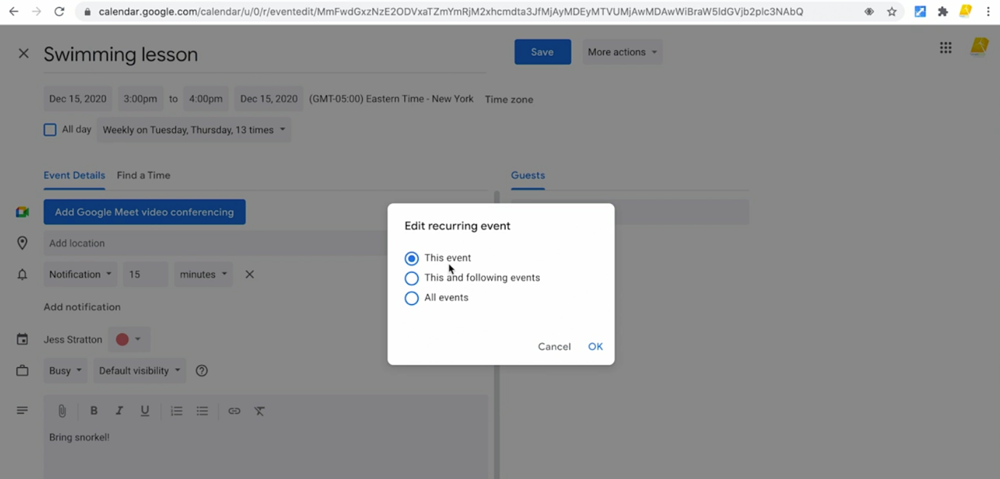 calendar.google.com/calendar/u/0/r/eventedit/MmFwdGxzNzE2ODVxaTZmYmRjM2xhcmdta3JfMjAyMDEyMTVUMjAwMDAwWiBraW5ldGVjb2plc3NAbQ
Swimming lesson
Save
More actions
Dec 15, 2020 3:00pm to 4:00pm Dec 15, 2020 (GMT-05:00) Eastern Time - New York Time zone
All day Weekly on Tuesday, Thursday, 13 times
Event Details Find a Time
Guests
Add Google Meet video conferencing
Add location
Notification 15 minutes
Add notification
Jess Stratton
Busy Default visibility
B I U
Bring snorkel!
Edit recurring event
This event
This and following events
All events
Cancel OK